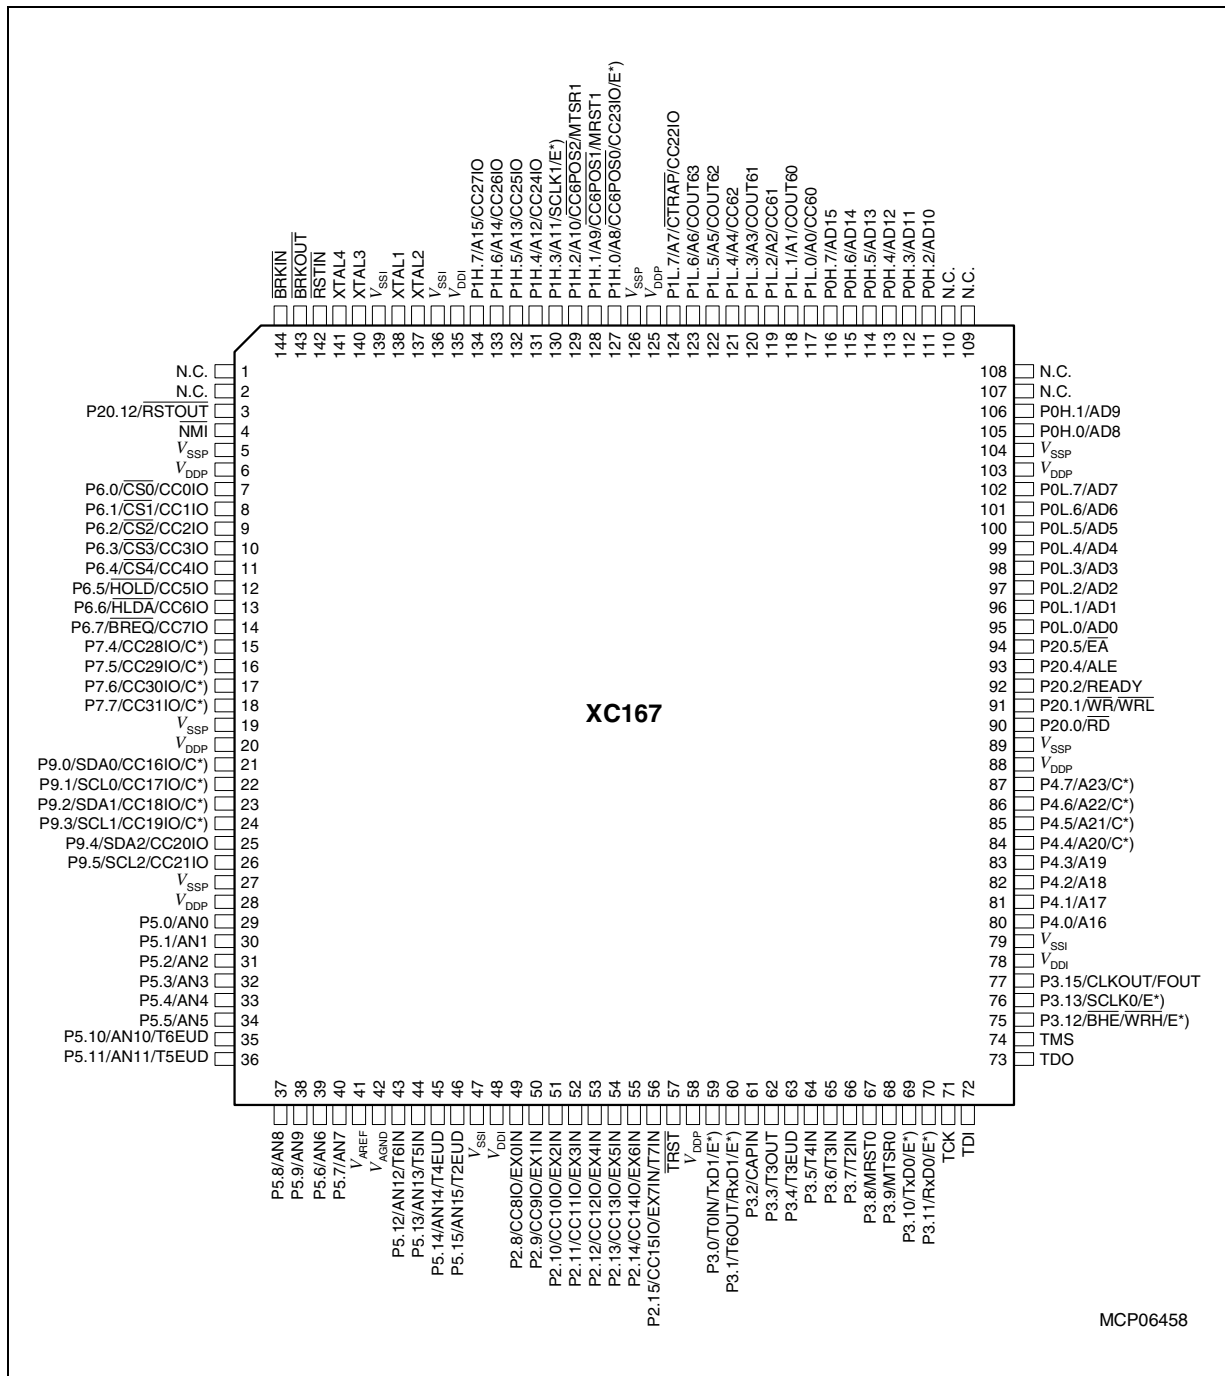 BRKIN
BRKOUT
RSTIN
XTAL4
XTAL3
VSSI
XTAL1
XTAL2
VSSI
VDDI
P1H.7/A15/CC27IO
P1H.6/A14/CC26IO
P1H.5/A13/CC25IO
P1H.4/A12/CC24IO
P1H.3/A11/SCLK1/E*)
P1H.2/A10/CC6POS2/MTSR1
P1H.1/A9/CC6POS1/MRST1
P1H.0/A8/CC6POS0/CC23IO/E*)
VSSP
VDDP
P1L.7/A7/CTRAP/CC22IO
P1L.6/A6/COUT63
P1L.5/A5/COUT62
P1L.4/A4/CC62
P1L.3/A3/COUT61
P1L.2/A2/CC61
P1L.1/A1/COUT60
P1L.0/A0/CC60
P0H.7/AD15
P0H.6/AD14
P0H.5/AD13
P0H.4/AD12
P0H.3/AD11
P0H.2/AD10
N.C.
N.C.
144
143
142
141
140
139
138
137
136
135
134
133
132
131
130
129
128
127
126
125
124
123
122
121
120
119
118
117
116
115
114
113
112
111
110
109
N.C. 1
N.C. 2
P20.12/RSTOUT 3
NMI 4
VSSP 5
VDDP 6
P6.0/CS0/CC0IO 7
P6.1/CS1/CC1IO 8
P6.2/CS2/CC2IO 9
P6.3/CS3/CC3IO 10
P6.4/CS4/CC4IO 11
P6.5/HOLD/CC5IO 12
P6.6/HLDA/CC6IO 13
P6.7/BREQ/CC7IO 14
P7.4/CC28IO/C*) 15
P7.5/CC29IO/C*) 16
P7.6/CC30IO/C*) 17
P7.7/CC31IO/C*) 18
VSSP 19
VDDP 20
P9.0/SDA0/CC16IO/C*) 21
P9.1/SCL0/CC17IO/C*) 22
P9.2/SDA1/CC18IO/C*) 23
P9.3/SCL1/CC19IO/C*) 24
P9.4/SDA2/CC20IO 25
P9.5/SCL2/CC21IO 26
VSSP 27
VDDP 28
P5.0/AN0 29
P5.1/AN1 30
P5.2/AN2 31
P5.3/AN3 32
P5.4/AN4 33
P5.5/AN5 34
P5.10/AN10/T6EUD 35
P5.11/AN11/T5EUD 36
XC167
108 N.C.
107 N.C.
106 P0H.1/AD9
105 P0H.0/AD8
104 VSSP
103 VDDP
102 P0L.7/AD7
101 P0L.6/AD6
100 P0L.5/AD5
99 P0L.4/AD4
98 P0L.3/AD3
97 P0L.2/AD2
96 P0L.1/AD1
95 P0L.0/AD0
94 P20.5/EA
93 P20.4/ALE
92 P20.2/READY
91 P20.1/WR/WRL
90 P20.0/RD
89 VSSP
88 VDDP
87 P4.7/A23/C*)
86 P4.6/A22/C*)
85 P4.5/A21/C*)
84 P4.4/A20/C*)
83 P4.3/A19
82 P4.2/A18
81 P4.1/A17
80 P4.0/A16
79 VSSI
78 VDDI
77 P3.15/CLKOUT/FOUT
76 P3.13/SCLK0/E*)
75 P3.12/BHE/WRH/E*)
74 TMS
73 TDO
37
38
39
40
41
42
43
44
45
46
47
48
49
50
51
52
53
54
55
56
57
58
59
60
61
62
63
64
65
66
67
68
69
70
71
72
P5.8/AN8
P5.9/AN9
P5.6/AN6
P5.7/AN7
VAREF
VAGND
P5.12/AN12/T6IN
P5.13/AN13/T5IN
P5.14/AN14/T4EUD
P5.15/AN15/T2EUD
VSSI
VDDI
P2.8/CC8IO/EX0IN
P2.9/CC9IO/EX1IN
P2.10/CC10IO/EX2IN
P2.11/CC11IO/EX3IN
P2.12/CC12IO/EX4IN
P2.13/CC13IO/EX5IN
P2.14/CC14IO/EX6IN
P2.15/CC15IO/EX7IN/T7IN
TRST
VDDP
P3.0/T0IN/TxD1/E*)
P3.1/T6OUT/RxD1/E*)
P3.2/CAPIN
P3.3/T3OUT
P3.4/T3EUD
P3.5/T4IN
P3.6/T3IN
P3.7/T2IN
P3.8/MRST0
P3.9/MTSR0
P3.10/TxD0/E*)
P3.11/RxD0/E*)
TCK
TDI
MCP06458